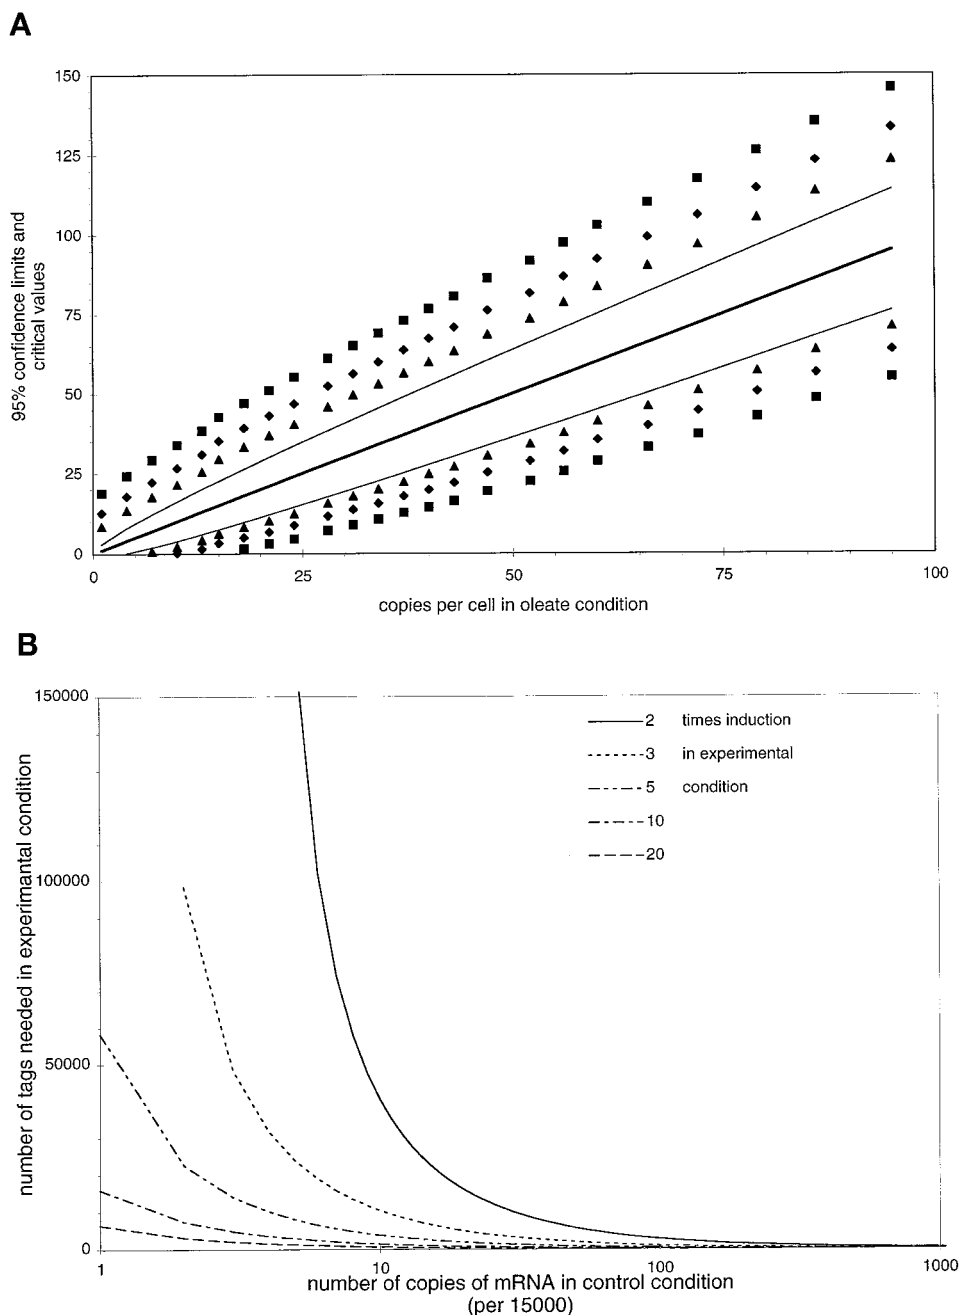 A
150
125
100
75
50
25
0
95% confidence limits and
critical values
0 25 50 75 100
copies per cell in oleate condition
B
150000
100000
50000
0
number of tags needed in experimantal condition
2 times induction
3 in experimental
5 condition
10
20
1 10 100 1000
number of copies of mRNA in control condition
(per 15000)